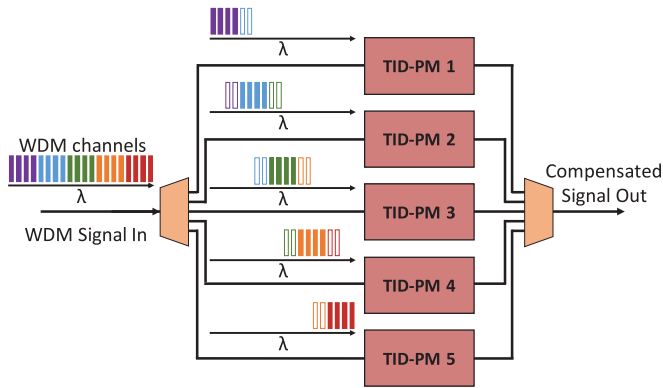 λ
TID-PM 1
λ
TID-PM 2
WDM channels
λ
WDM Signal In
λ
TID-PM 3
Compensated
Signal Out
λ
TID-PM 4
λ
TID-PM 5